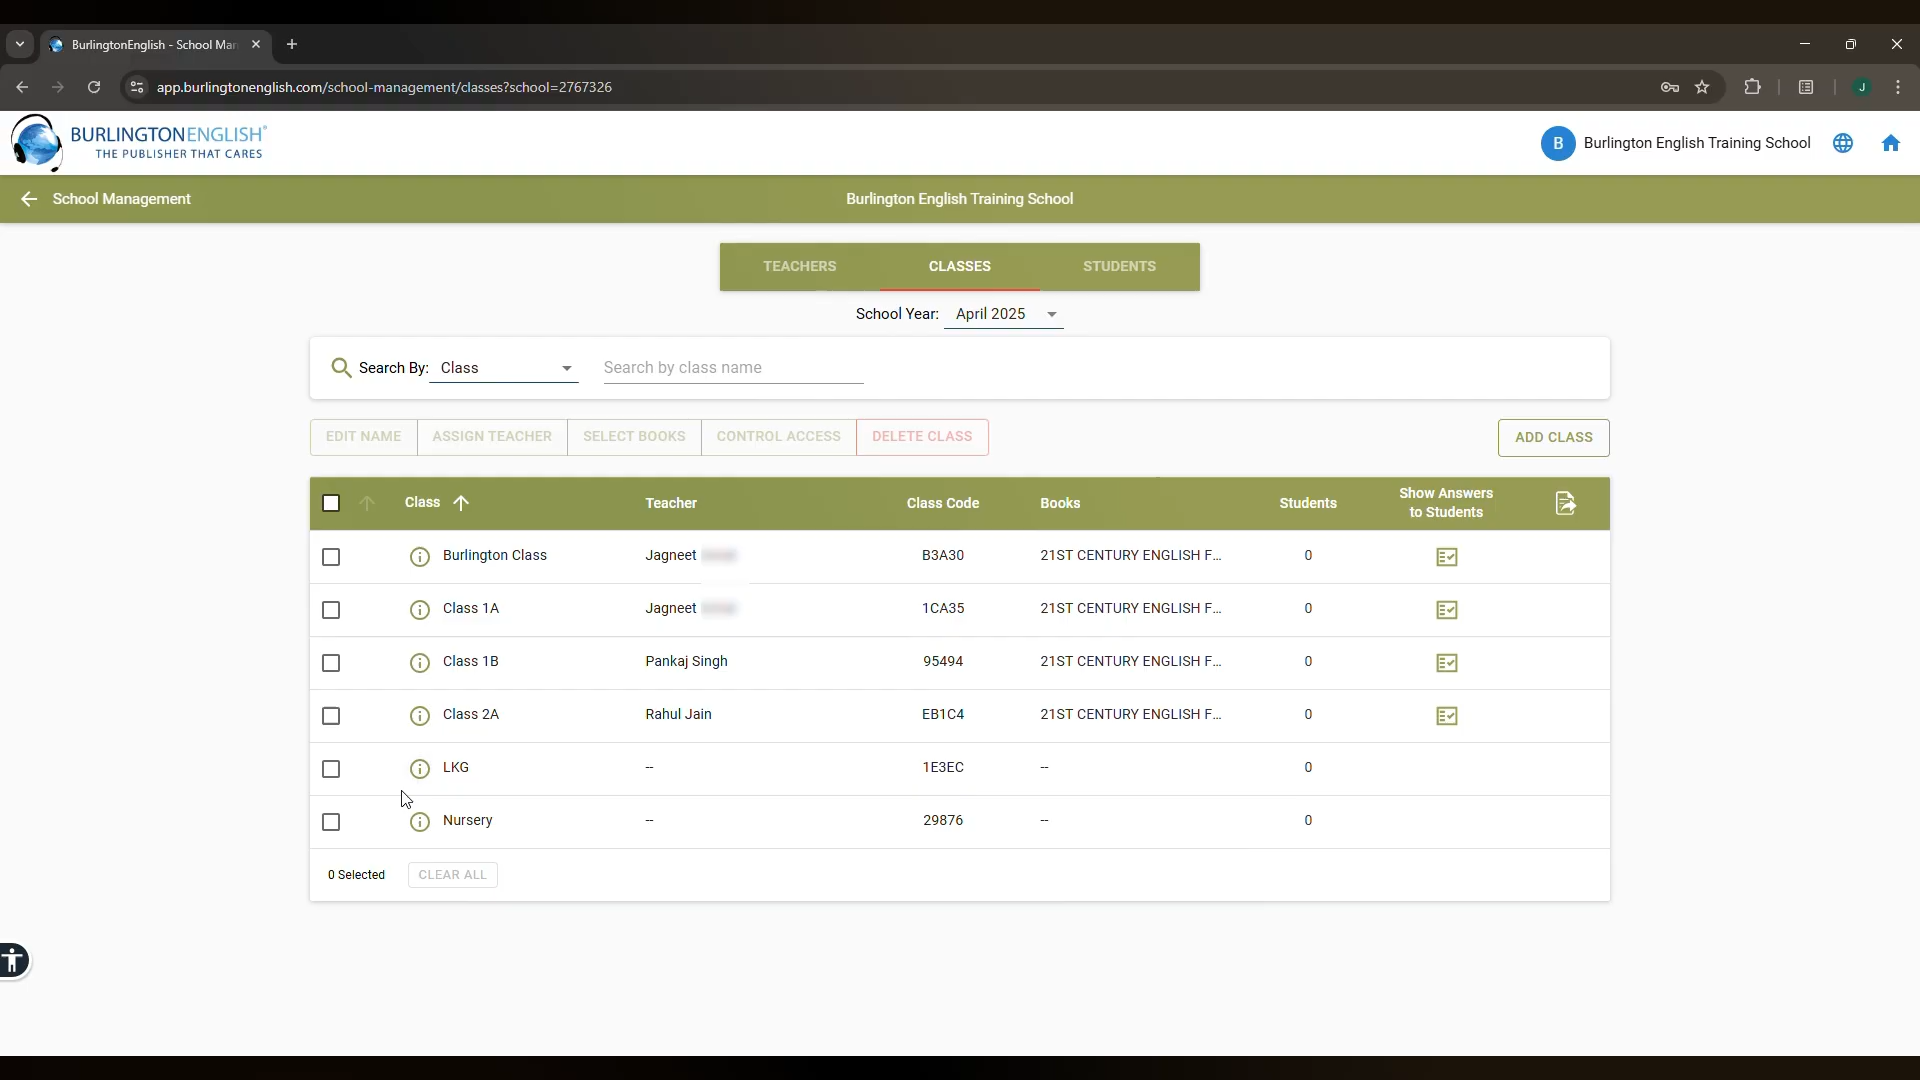 BurlingtonEnglish - School Mar
app.burlingtonenglish.com/school-management/classes?school=2767326
J
BURLINGTONENGLISH®
THE PUBLISHER THAT CARES
B Burlington English Training School
School Management
Burlington English Training School
TEACHERS CLASSES STUDENTS
School Year: April 2025
Search By: Class Search by class name
EDIT NAME ASSIGN TEACHER SELECT BOOKS CONTROL ACCESS DELETE CLASS ADD CLASS
Class Teacher Class Code Books Students Show Answers
to Students
Burlington Class Jagneet B3A30 21ST CENTURY ENGLISH F... 0
Class 1A Jagneet 1CA35 21ST CENTURY ENGLISH F... 0
Class 1B Pankaj Singh 95494 21ST CENTURY ENGLISH F... 0
Class 2A Rahul Jain EB1C4 21ST CENTURY ENGLISH F... 0
LKG -- 1E3EC -- 0
Nursery -- 29876 -- 0
0 Selected CLEAR ALL